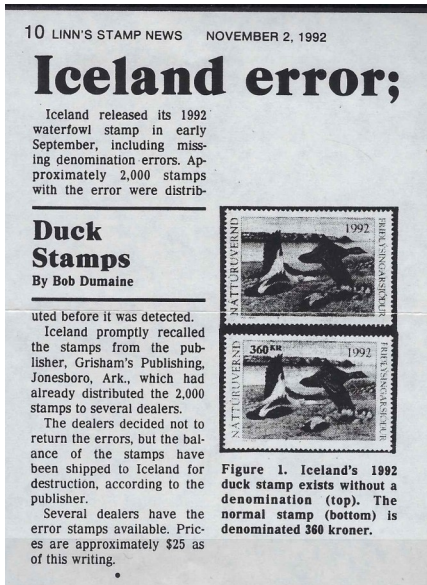 10 LINN'S STAMP NEWS NOVEMBER 2, 1992
Iceland error;
Iceland released its 1992
waterfowl stamp in early
September, including miss-
ing denomination errors. Ap-
proximately 2,000 stamps
with the error were distrib-
Duck
Stamps
By Bob Dumaine
uted before it was detected.
Iceland promptly recalled
the stamps from the pub-
lisher, Grisham's Publishing,
Jonesboro, Ark., which had
already distributed the 2,000
stamps to several dealers.
The dealers decided not to
return the errors, but the bal-
ance of the stamps have
been shipped to Iceland for
destruction, according to the
publisher.
Several dealers have the
error stamps available. Pric-
es are approximately $25 as
of this writing.
NATTURUVERND
1992
FRIFLYSINGARSJODUR
NATTURUVERND
360 KR
1992
FRIFLYSINGARSJODUR
Figure 1. Iceland's 1992
duck stamp exists without a
denomination (top). The
normal stamp (bottom) is
denominated 360 kroner.